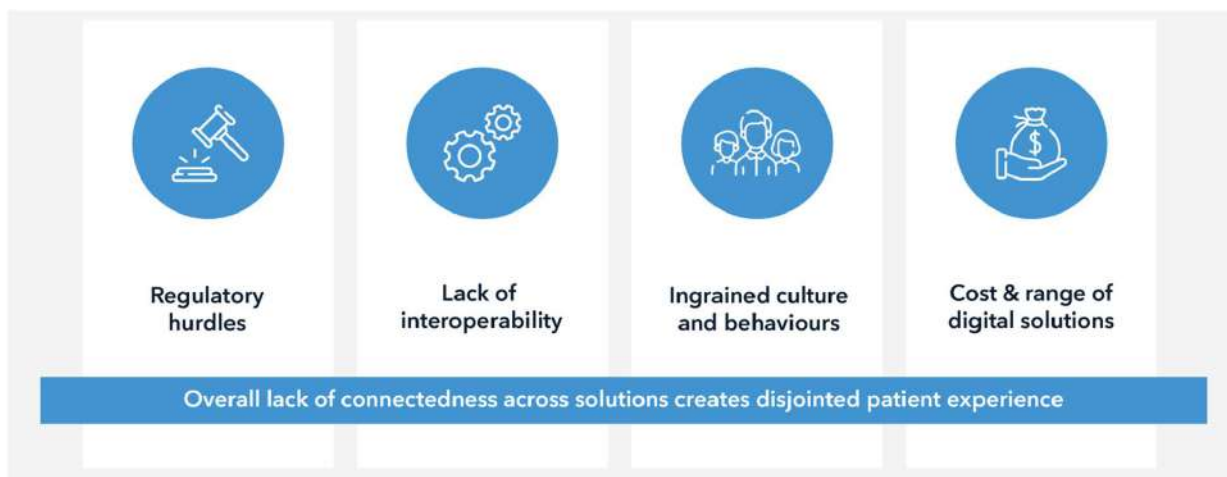 $
Regulatory
hurdles
Lack of
interoperability
Ingrained culture
and behaviours
Cost & range of
digital solutions
Overall lack of connectedness across solutions creates disjointed patient experience